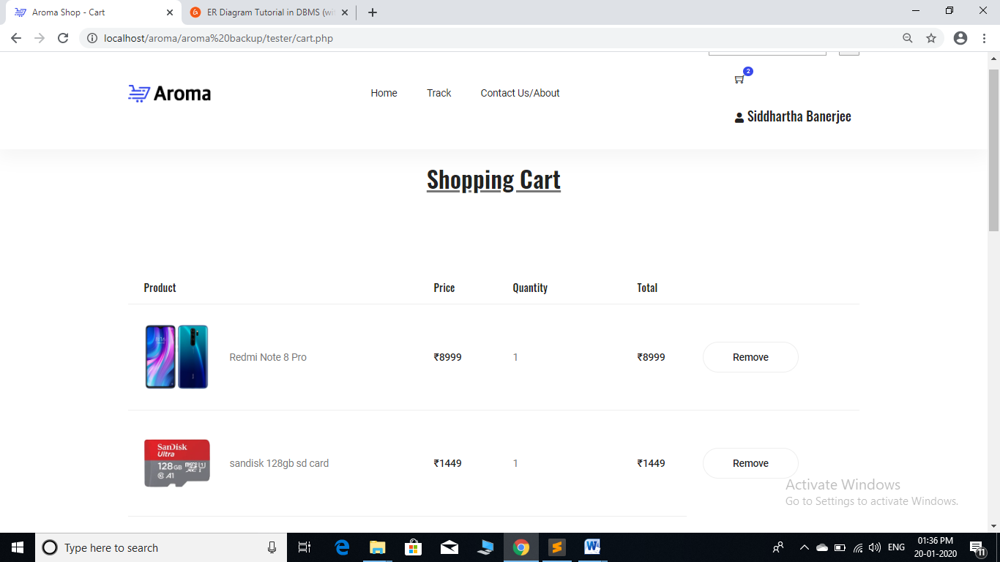 Aroma Shop - Cart
ER Diagram Tutorial in DBMS (wi
localhost/aroma/aroma%20backup/tester/cart.php
2
Aroma
Home Track Contact Us/About
Siddhartha Banerjee
Shopping Cart
Product Price Quantity Total
Redmi Note 8 Pro ₹8999 1 ₹8999 Remove
SanDisk
Ultra
128 GB
A1
sandisk 128gb sd card ₹1449 1 ₹1449 Remove
Activate Windows
Go to Settings to activate Windows.
Type here to search
ENG
01:36 PM
20-01-2020
11